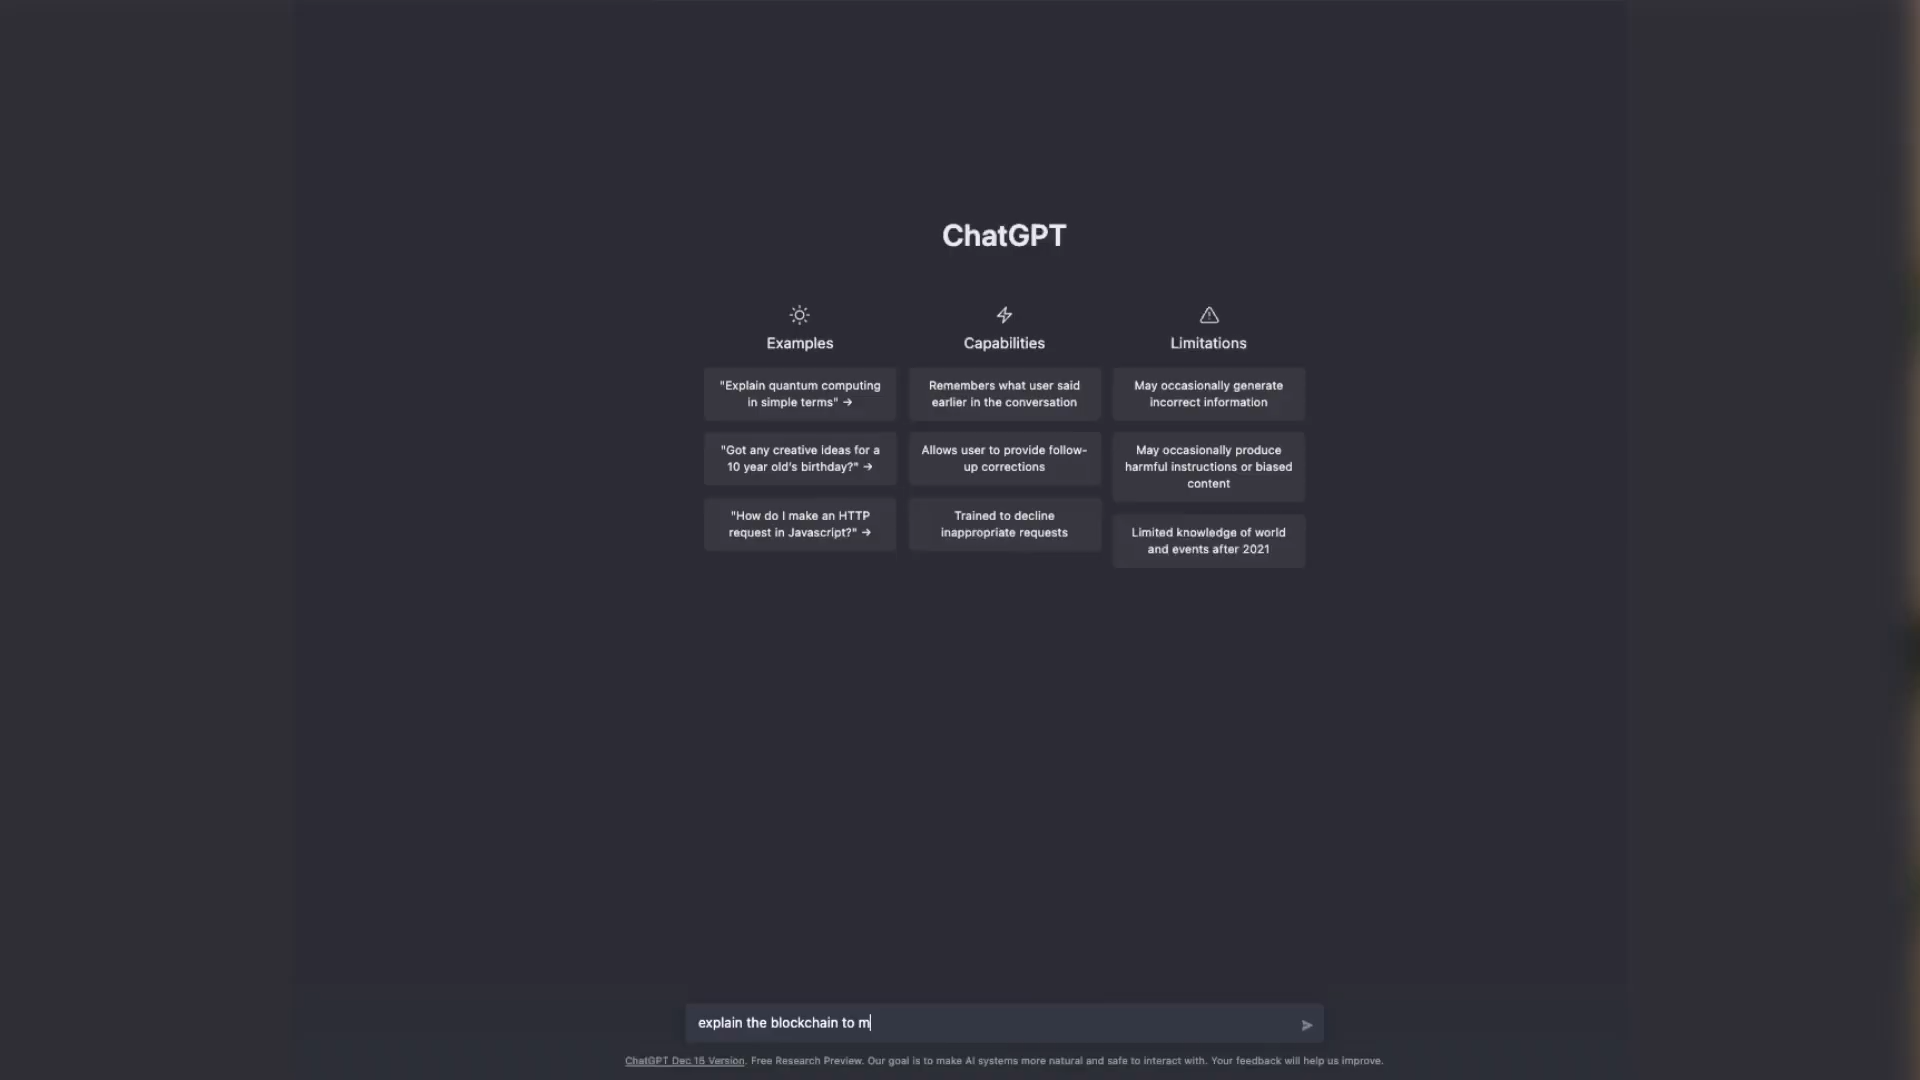 ChatGPT
Examples
"Explain quantum computing
in simple terms" →
"Got any creative ideas for a
10 year old's birthday?" →
"How do I make an HTTP
request in Javascript?" →
Capabilities
Remembers what user said
earlier in the conversation
Allows user to provide follow-
up corrections
Trained to decline
inappropriate requests
Limitations
May occasionally generate
incorrect information
May occasionally produce
harmful instructions or biased
content
Limited knowledge of world
and events after 2021
explain the blockchain to m
ChatGPT Dec 15 Version. Free Research Preview. Our goal is to make AI systems more natural and safe to interact with. Your feedback will help us improve.